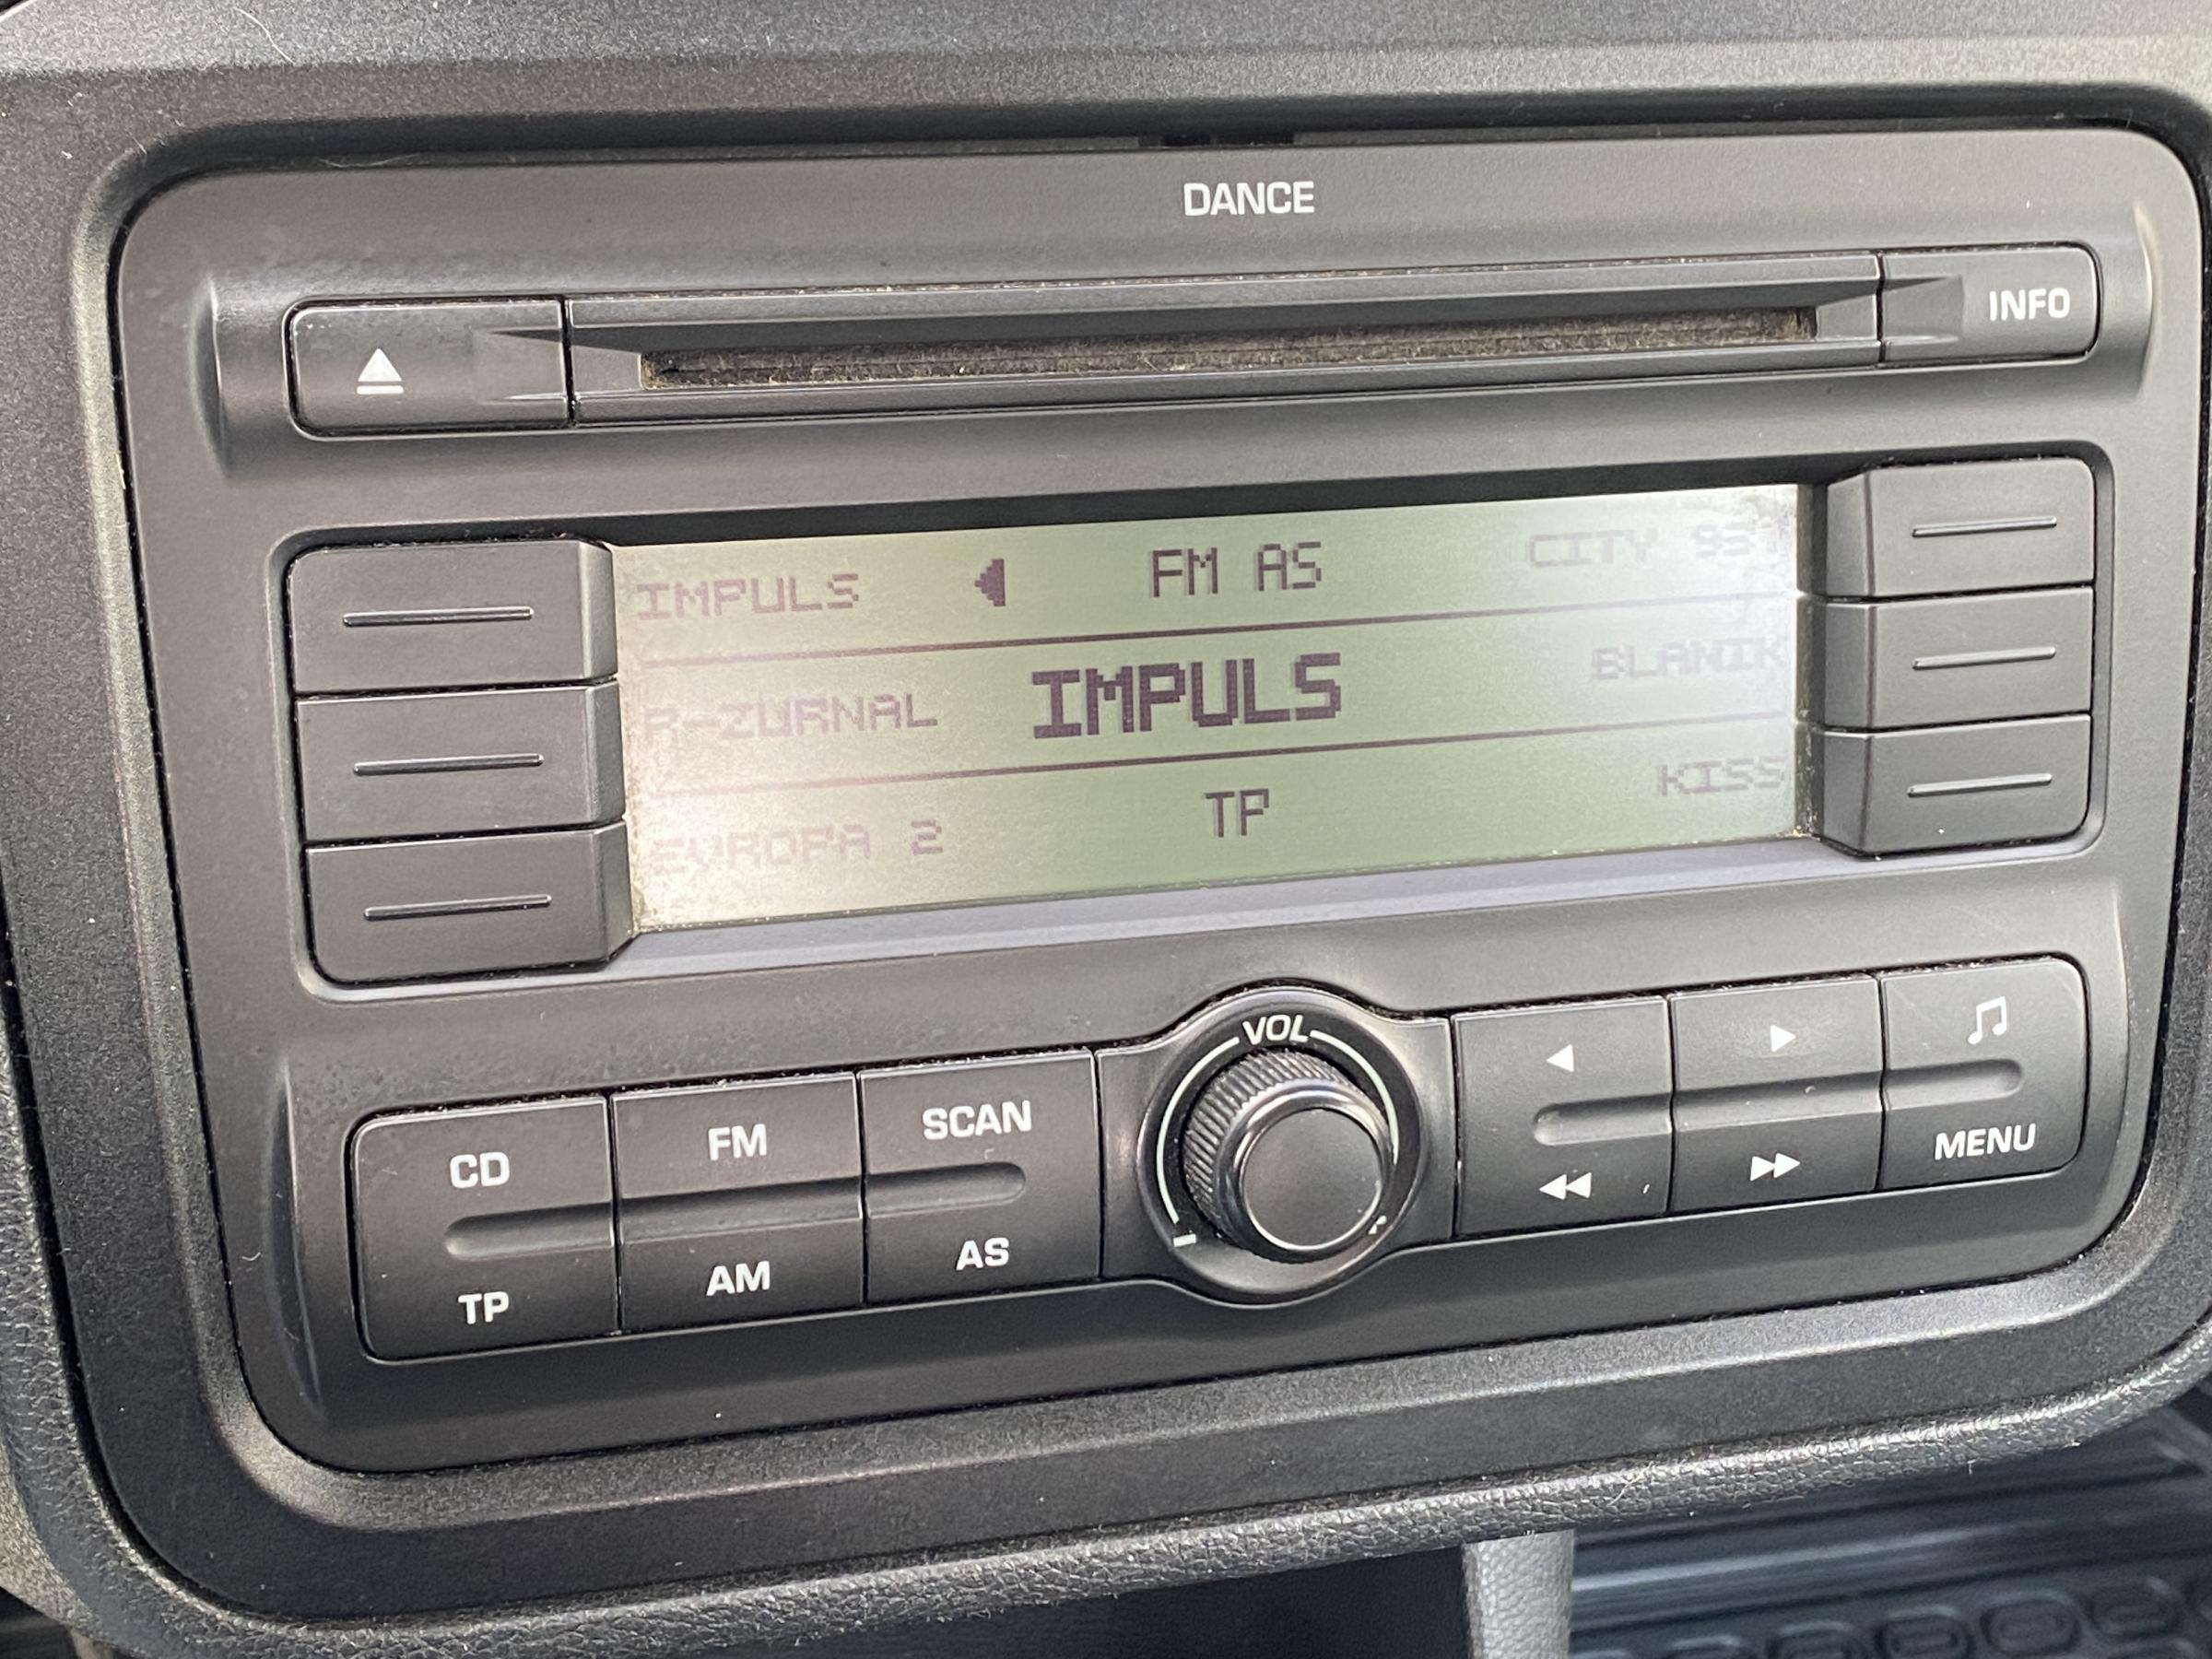 DANCE
INFO
IMPULS FM AS CITY
R-ZURNAL IMPULS BLANIK
EVROPA 2 TP KISS
VOL
CD FM SCAN
TP AM AS MENU